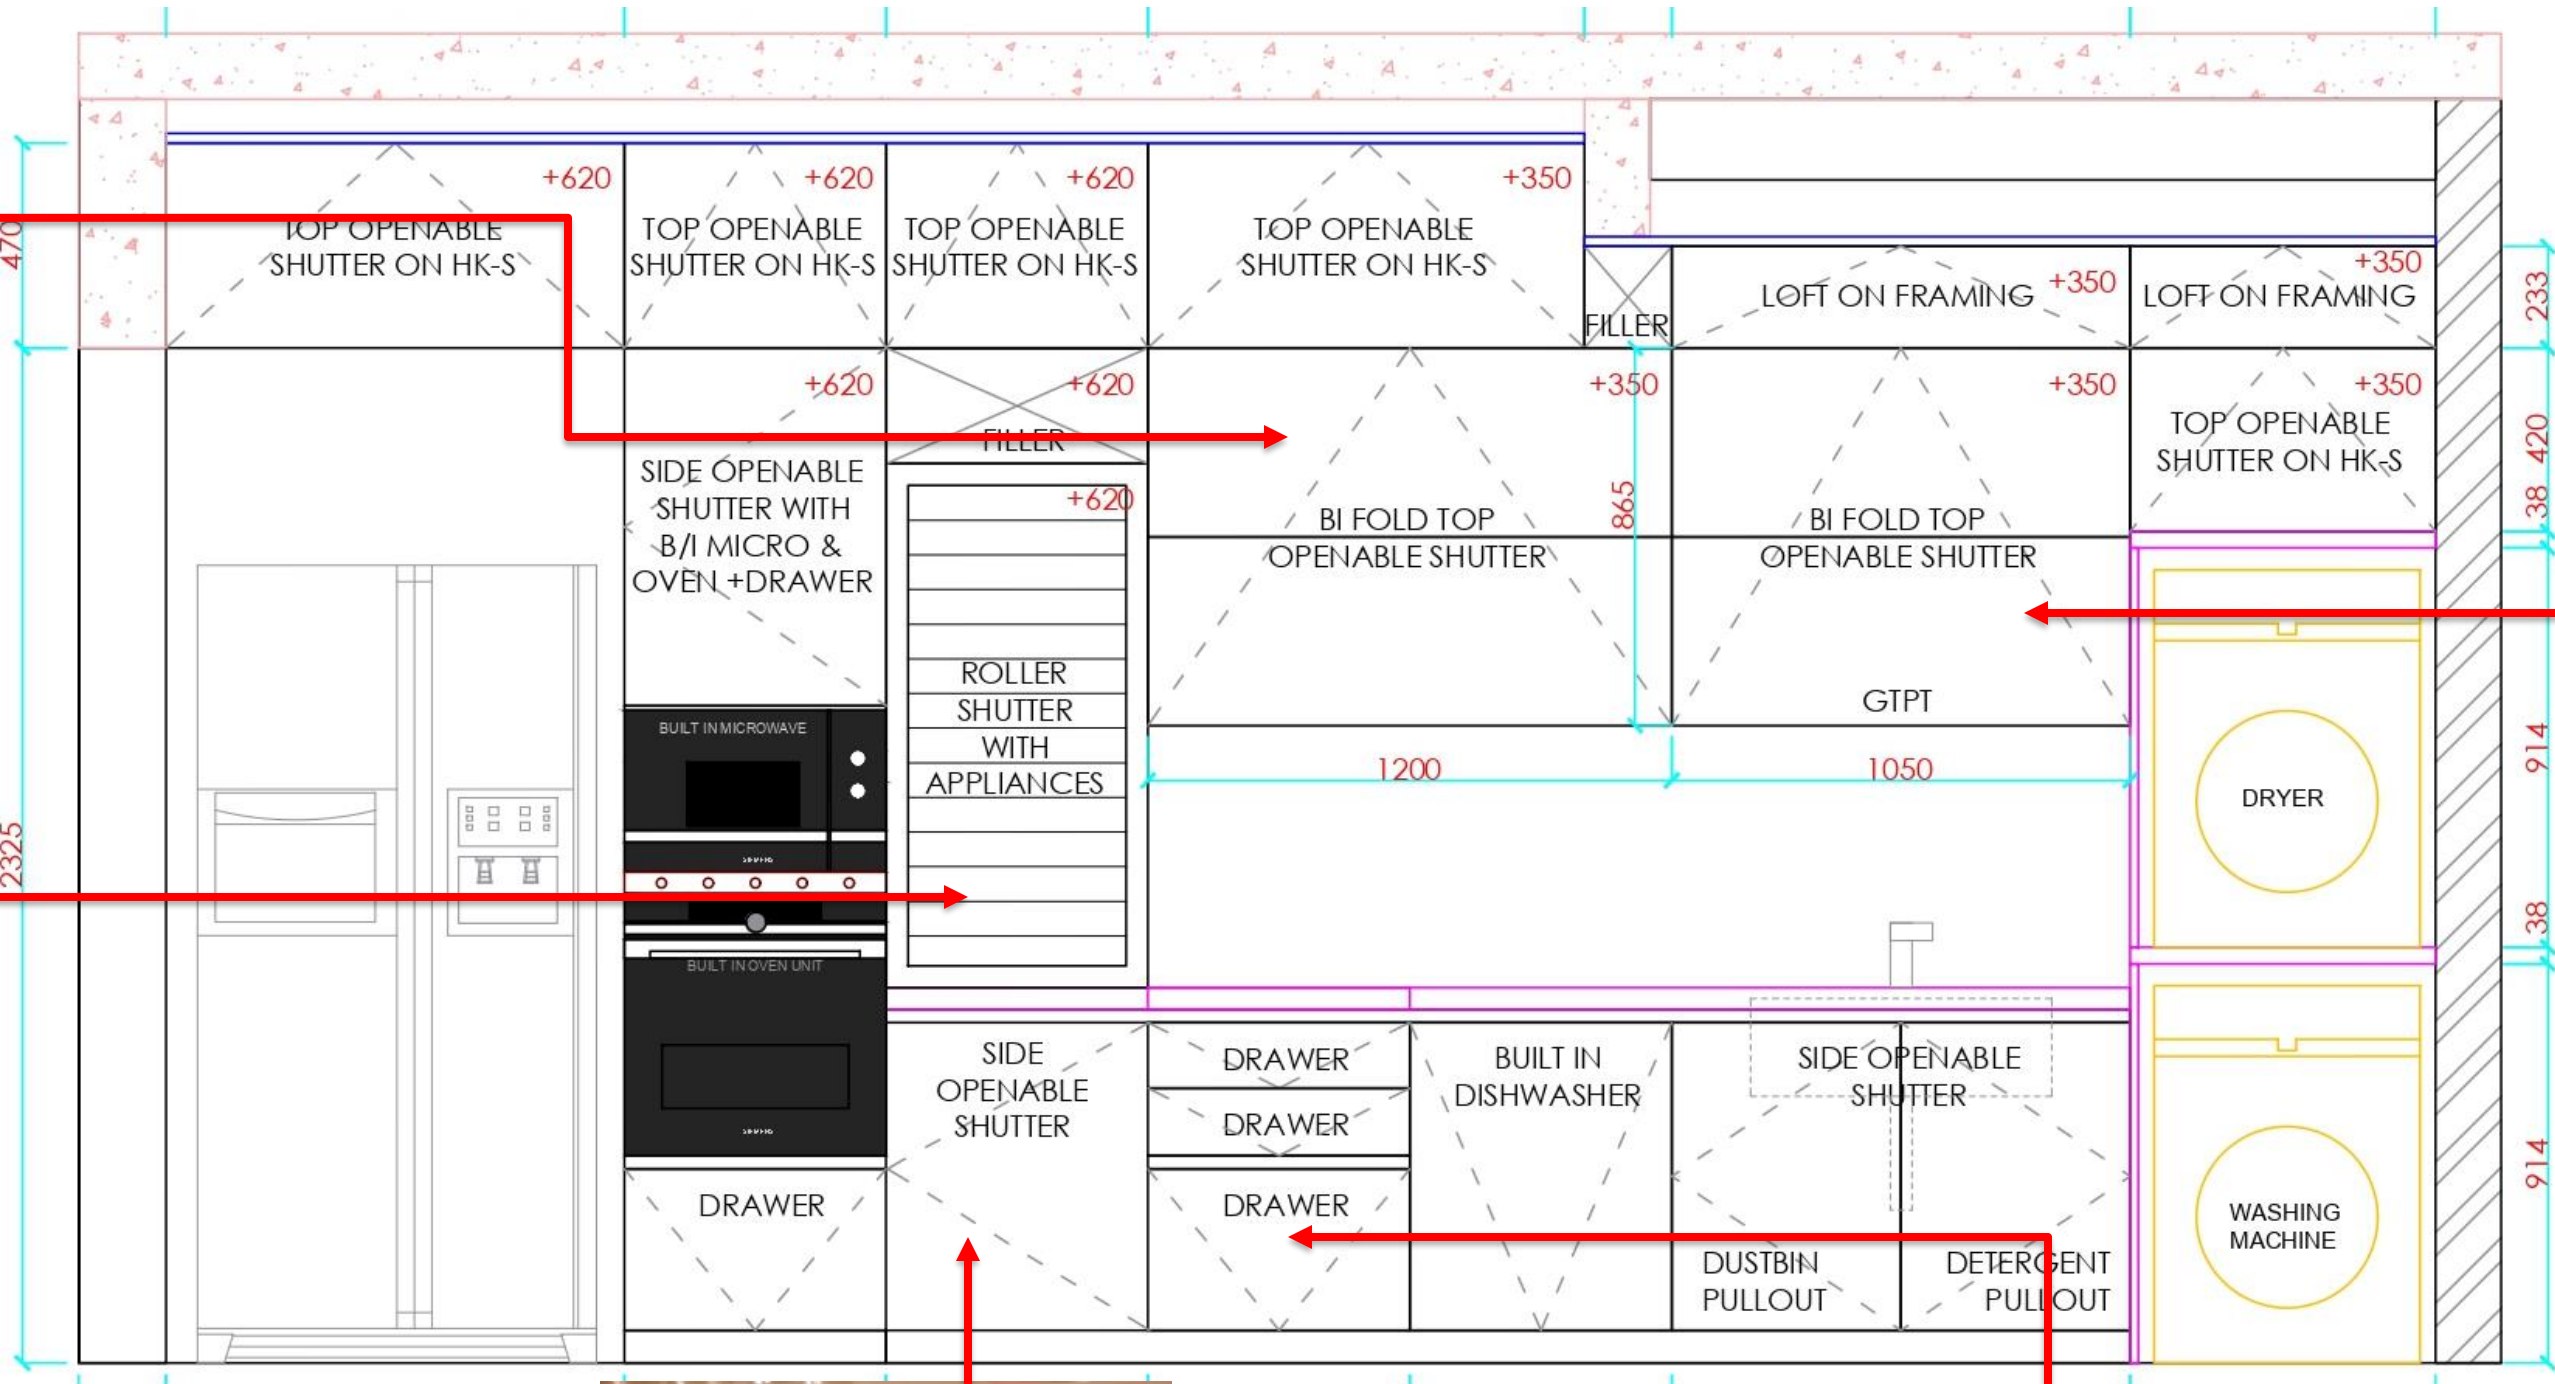 +620
+620
+620
+350
TOP OPENABLE
SHUTTER ON HK-S
TOP OPENABLE
SHUTTER ON HK-S
TOP OPENABLE
SHUTTER ON HK-S
TOP OPENABLE
SHUTTER ON HK-S
470
FILLER
LOFT ON FRAMING
+350
LOFT ON FRAMING
+350
233
+620
+620
FILLER
+350
+350
+350
TOP OPENABLE
SHUTTER ON HK-S
420
38
SIDE OPENABLE
SHUTTER WITH
B/I MICRO &
OVEN +DRAWER
+620
ROLLER
SHUTTER
WITH
APPLIANCES
BI FOLD TOP
OPENABLE SHUTTER
865
BI FOLD TOP
OPENABLE SHUTTER
GTPT
1200
1050
BUILT IN MICROWAVE
SIEMENS
BUILT IN OVEN UNIT
SIEMENS
2325
DRYER
914
38
SIDE
OPENABLE
SHUTTER
DRAWER
DRAWER
DRAWER
DRAWER
BUILT IN
DISHWASHER
SIDE OPENABLE
SHUTTER
DUSTBIN
PULLOUT
DETERGENT
PULLOUT
WASHING
MACHINE
914